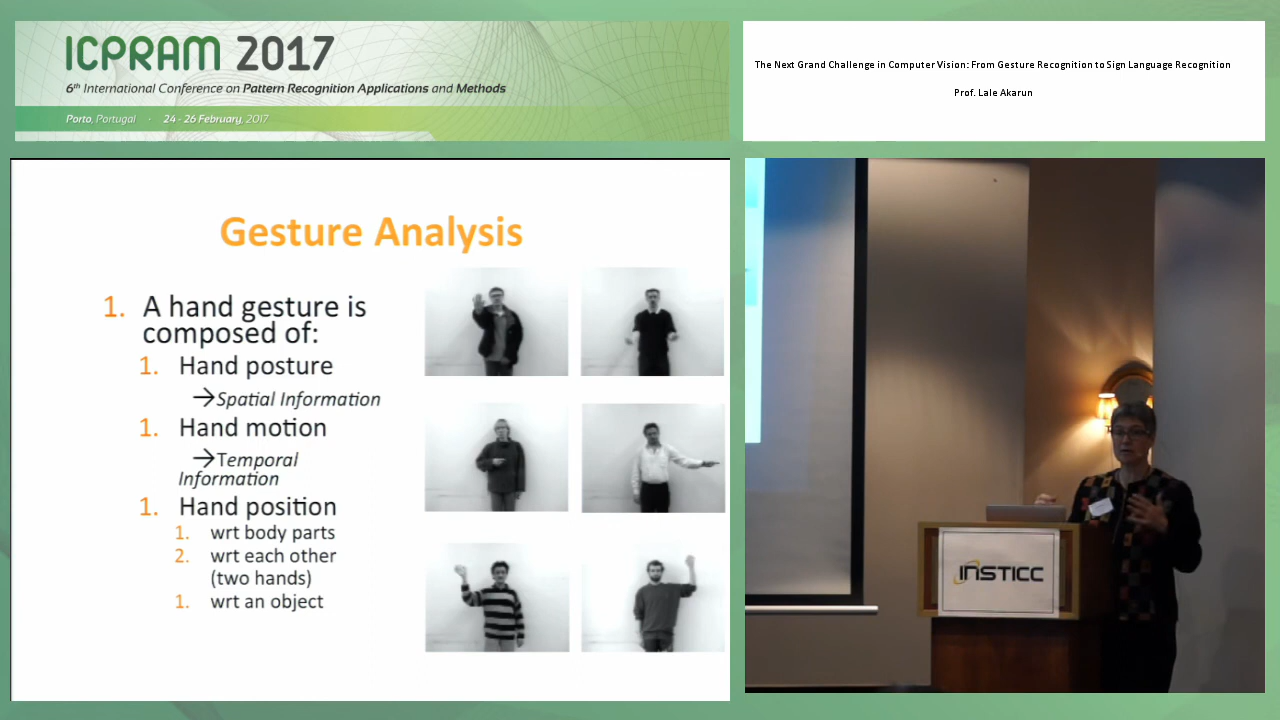 ICPRAM 2017
6th International Conference on Pattern Recognition Applications and Methods
Porto, Portugal - 24 - 26 February, 2017
The Next Grand Challenge in Computer Vision: From Gesture Recognition to Sign Language Recognition
Prof. Lale Akarun
Gesture Analysis
1. A hand gesture is
composed of:
1. Hand posture
→Spatial Information
1. Hand motion
→Temporal
Information
1. Hand position
1. wrt body parts
2. wrt each other
(two hands)
1. wrt an object
INSTICC